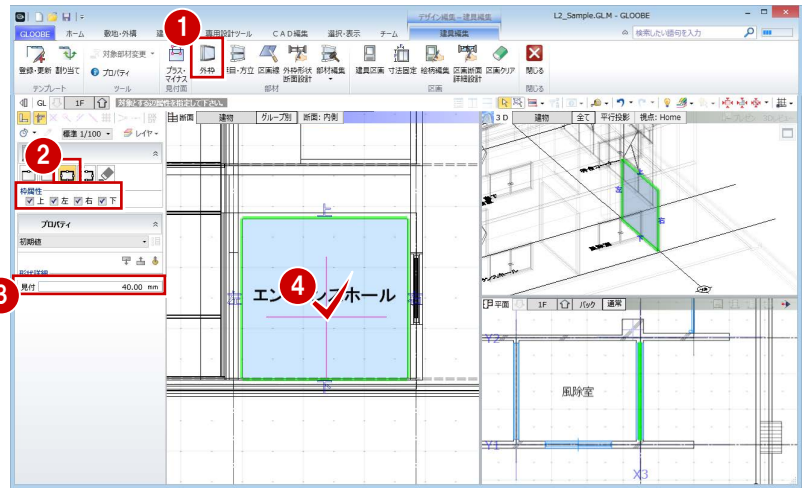 デザイン編集 - 建具編集
L2_Sample.GLM - GLOOBE
GLOOBE ホーム 敷地・外構 専用設計ツール CAD編集 選択・表示 チーム 建具編集
検索したい語句を入力
1
登録・更新 割り当て
対象部材変更
プロパティ
プラス・マイナス
外枠
桟目・方立
区画線
外枠形状断面設計
部材編集
建具区画
寸法固定
絵柄編集
区画断面詳細設計
区画クリア
閉じる
テンプレート ツール 見付面 部材 区画 閉じる
GL 1F 対象とする図属性を指定して下さい。
標準 1/100 レイヤ
2
枠属性
上 左 右 下
プロパティ
初期値
形状詳細
3
見付 40.00 mm
断面 建物 グループ別 断面: 内側
上
左
エン
4
ホール
下
3D 建物 全て 平行投影 視点: Home
上
左
右
下
風除室
平面 1F バック 通常
Y2
風除室
Y1
X3